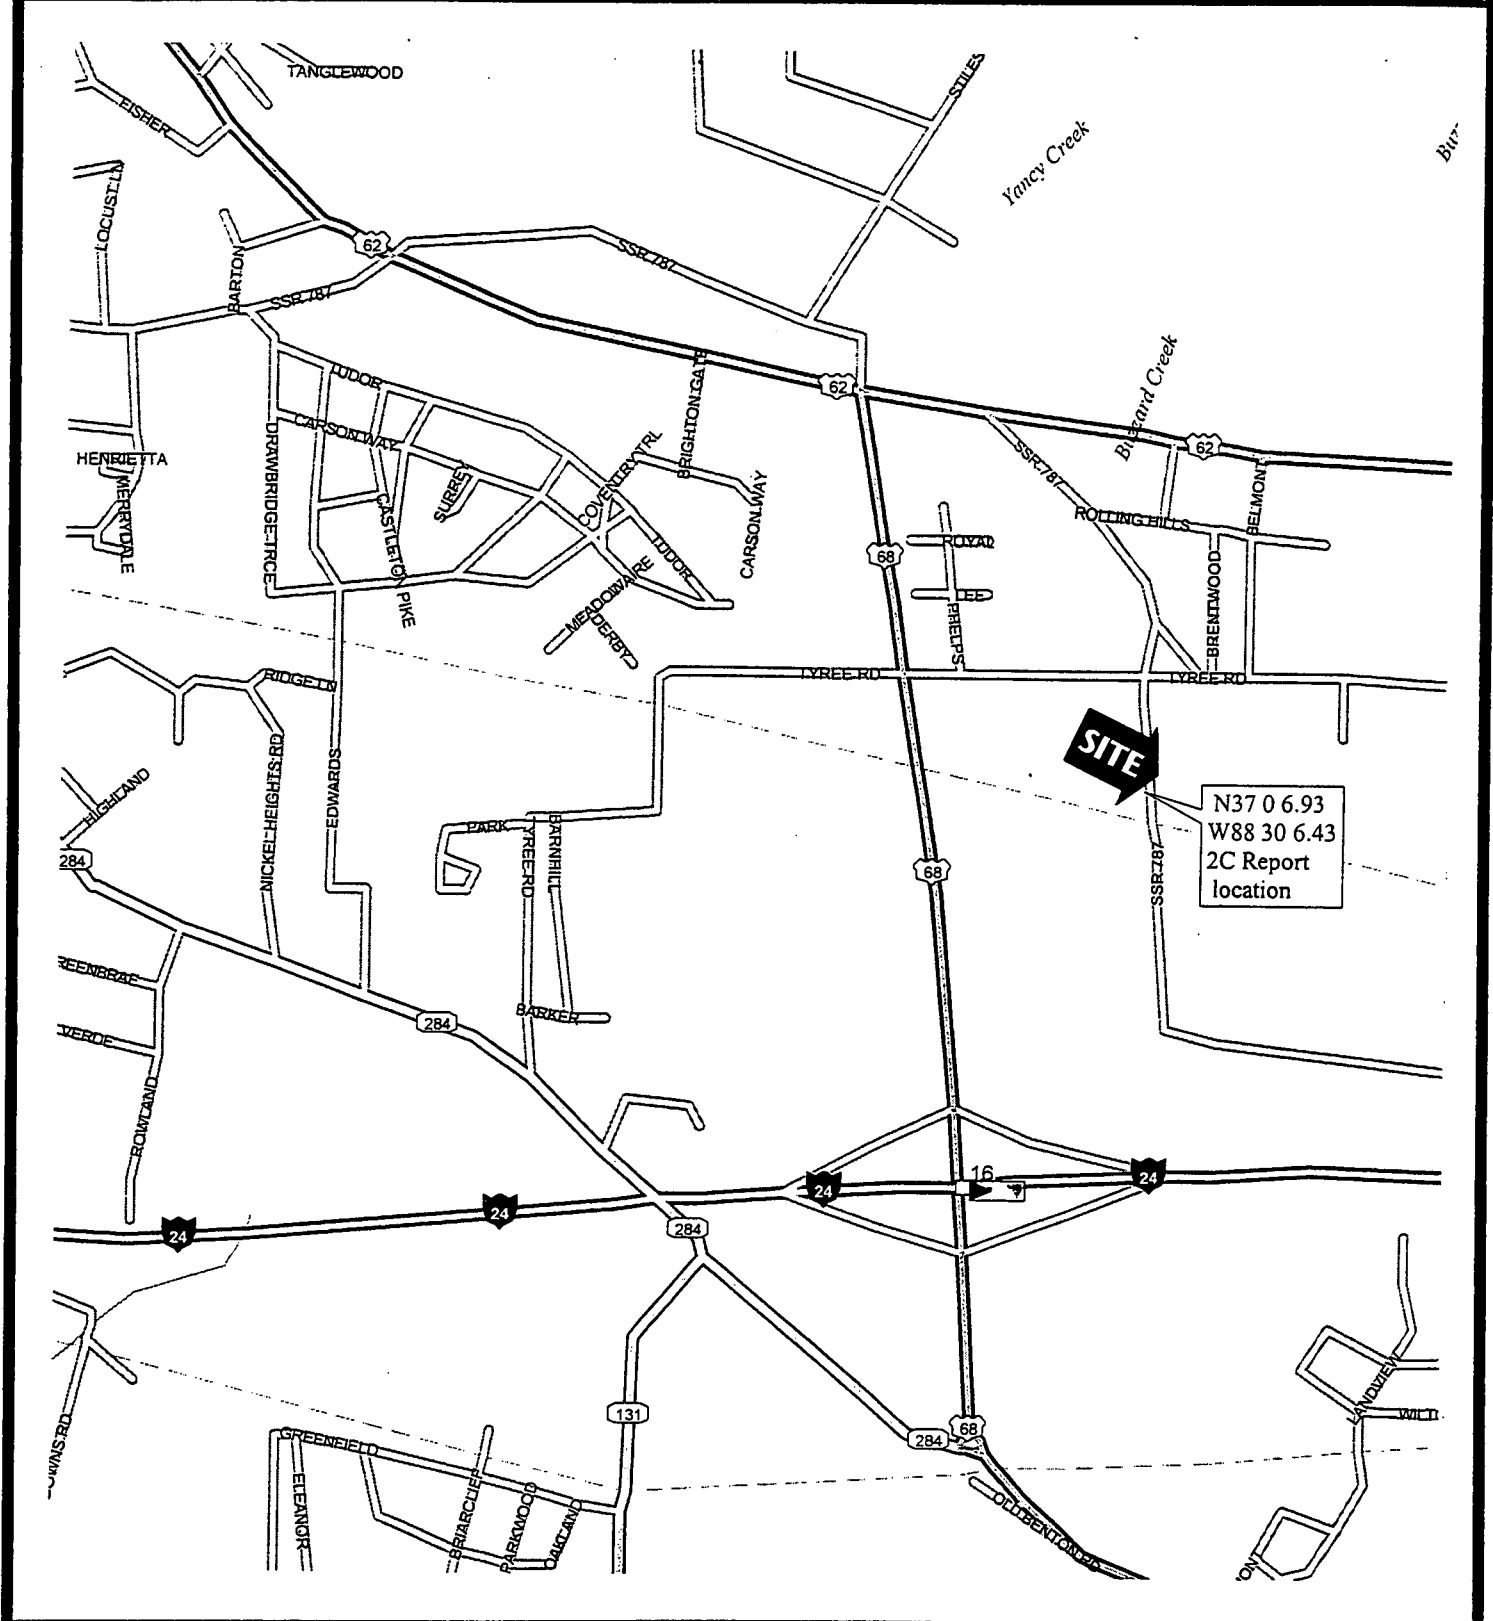 TANGLEWOOD
STILES
EISHER
Yancy Creek
LOCUST LN
62
SSR 787
BARTON
SSR 787
Buzzard Creek
BRIGHTON GATE
TUDOR
62
62
CARSON WAY
COVENTRY TRL
SSR 787
HENRIETTA
DRAWBRIDGE TRCE
SURREY
CARSON WAY
BELMONT
MERRYDALE
CASTLETON PIKE
ROLLING HILLS
68
ROYAL
TUDOR
BRENTWOOD
LEE
MEADOWAIRE
DERBY
PHELPS
RIDGE LN
TYREE RD
TYREE RD
SITE
NICKEL HEIGHTS RD
EDWARDS
HIGHLAND
N37 0 6.93
W88 30 6.43
2C Report
location
PARK
TYREE RD
BARNHILL
284
68
SSR 787
REENBRAE
VERDE
BARKER
284
ROWLAND
16
24
24
24
24
284
LANDVIEW
131
68
284
OWNS RD
GREENFIELD
ELEANOR
BRIARCLIFF
PARKWOOD
OAKLAND
OLD BENTON RD